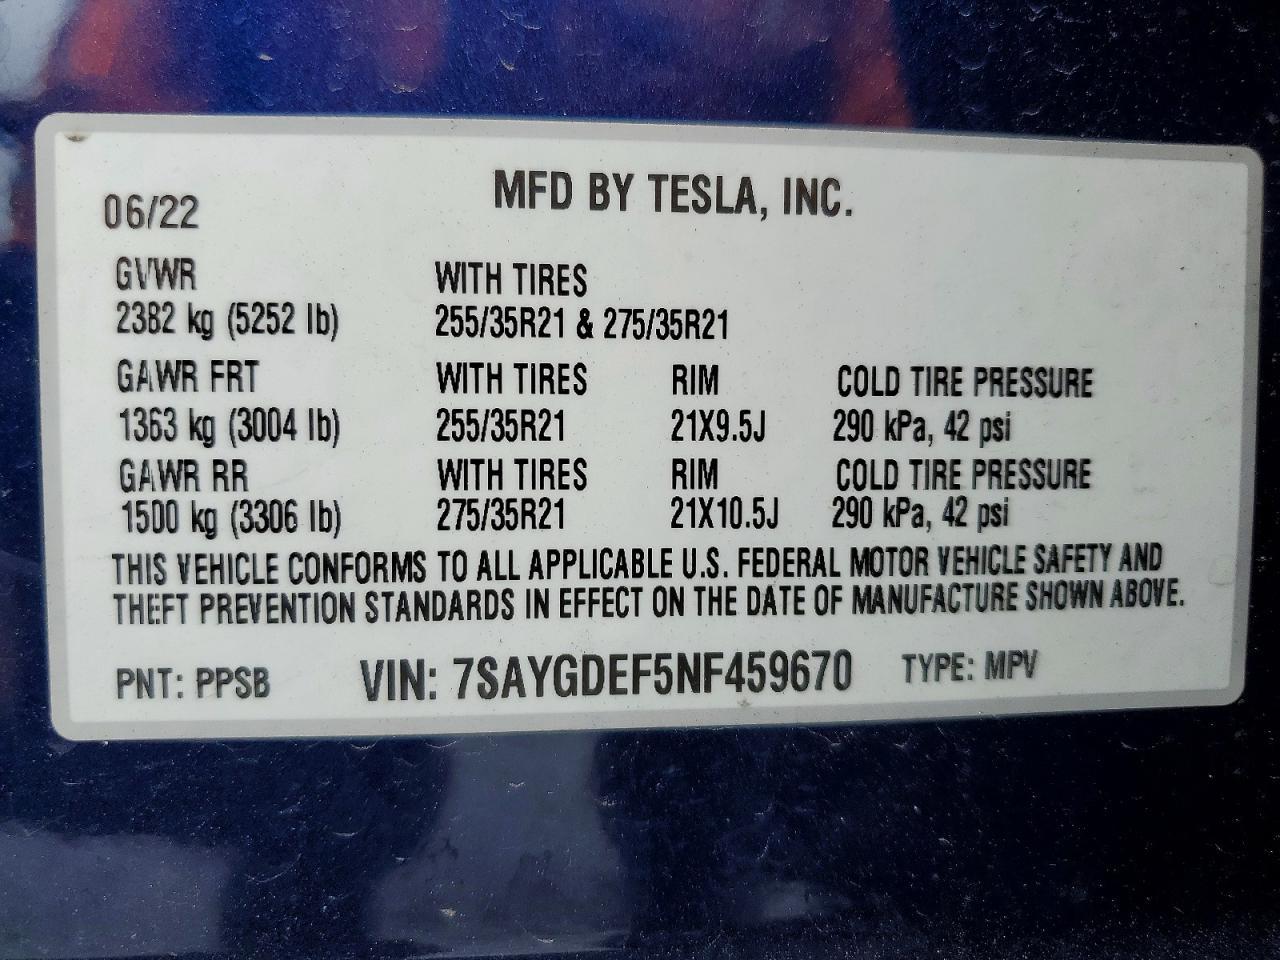 MFD BY TESLA, INC.
06/22
GVWR WITH TIRES
2382 kg (5252 lb) 255/35R21 & 275/35R21
GAWR FRT WITH TIRES RIM COLD TIRE PRESSURE
1363 kg (3004 lb) 255/35R21 21X9.5J 290 kPa, 42 psi
GAWR RR WITH TIRES RIM COLD TIRE PRESSURE
1500 kg (3306 lb) 275/35R21 21X10.5J 290 kPa, 42 psi
THIS VEHICLE CONFORMS TO ALL APPLICABLE U.S. FEDERAL MOTOR VEHICLE SAFETY AND
THEFT PREVENTION STANDARDS IN EFFECT ON THE DATE OF MANUFACTURE SHOWN ABOVE.
PNT: PPSB VIN: 7SAYGDEF5NF459670 TYPE: MPV